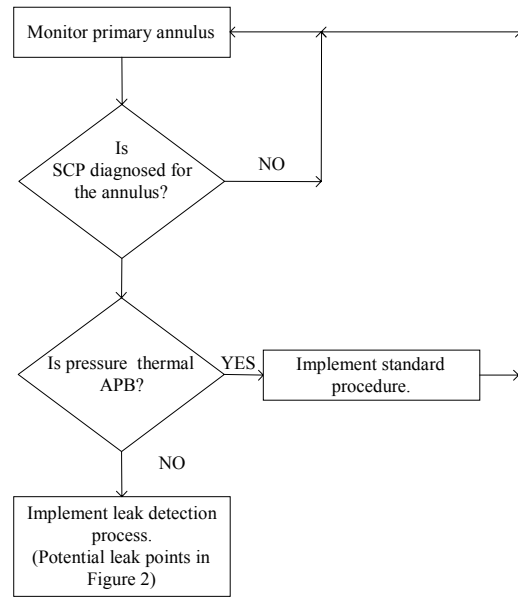 Monitor primary annulus
Is
SCP diagnosed for
the annulus?
NO
Is pressure thermal
APB?
YES
Implement standard
procedure.
NO
Implement leak detection
process.
(Potential leak points in
Figure 2)